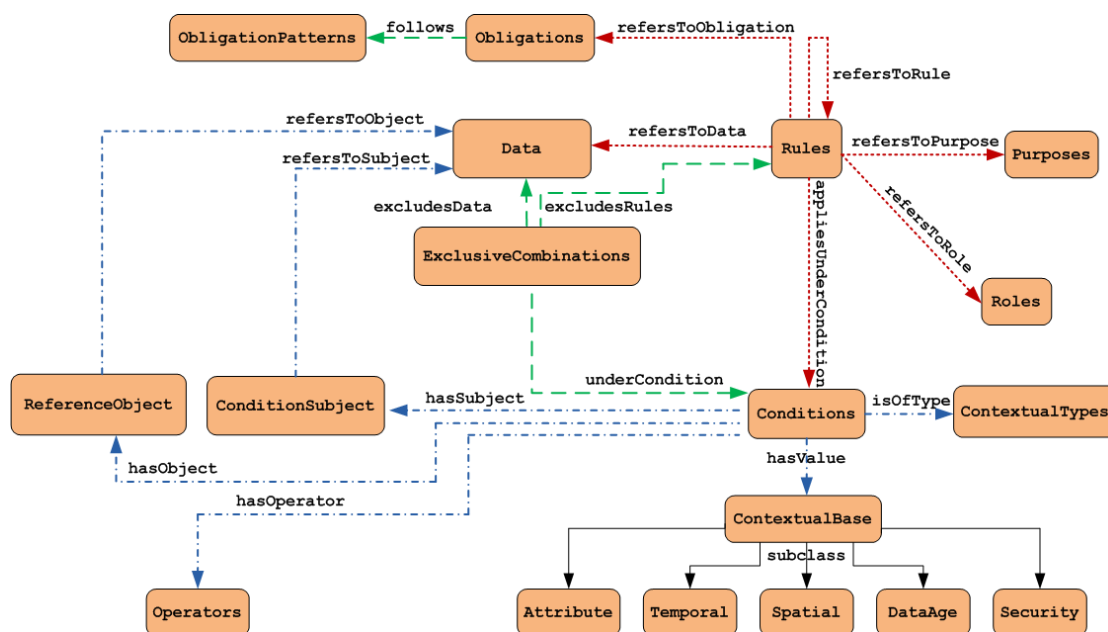 ObligationPatterns
follows
Obligations
refersToObligation
refersToRule
refersToObject
Data
refersToData
Rules
refersToPurpose
Purposes
refersToSubject
excludesData
excludesRules
appliesUnderCondition
refersToRole
ExclusiveCombinations
Roles
ReferenceObject
ConditionSubject
underCondition
hasSubject
Conditions
isOfType
ContextualTypes
hasObject
hasValue
hasOperator
ContextualBase
subclass
Operators
Attribute
Temporal
Spatial
DataAge
Security